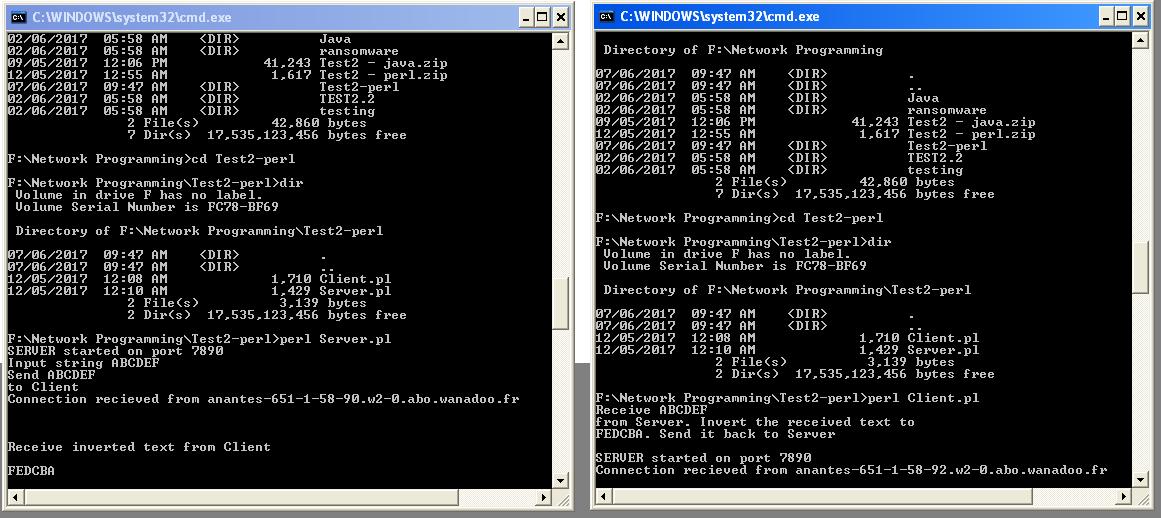 C:\WINDOWS\system32\cmd.exe
02/06/2017 05:58 AM <DIR> Java
02/06/2017 05:58 AM <DIR> ransomware
09/05/2017 12:06 PM 41,243 Test2 - java.zip
12/05/2017 12:55 AM 1,617 Test2 - perl.zip
07/06/2017 09:47 AM <DIR> Test2-perl
02/06/2017 05:58 AM <DIR> TEST2.2
02/06/2017 05:58 AM <DIR> testing
2 File(s) 42,860 bytes
7 Dir(s) 17,535,123,456 bytes free
F:\Network Programming>cd Test2-perl
F:\Network Programming\Test2-perl>dir
Volume in drive F has no label.
Volume Serial Number is FC78-BF69
Directory of F:\Network Programming\Test2-perl
07/06/2017 09:47 AM <DIR> .
07/06/2017 09:47 AM <DIR> ..
12/05/2017 12:08 AM 1,710 Client.pl
12/05/2017 12:10 AM 1,429 Server.pl
2 File(s) 3,139 bytes
2 Dir(s) 17,535,123,456 bytes free
F:\Network Programming\Test2-perl>perl Server.pl
SERVER started on port 7890
Input string ABCDEF
Send ABCDEF
to Client
Connection recieved from anantes-651-1-58-90.w2-0.abo.wanadoo.fr
Receive inverted text from Client
FEDCBA
C:\WINDOWS\system32\cmd.exe
Directory of F:\Network Programming
07/06/2017 09:47 AM <DIR> .
07/06/2017 09:47 AM <DIR> ..
02/06/2017 05:58 AM <DIR> Java
02/06/2017 05:58 AM <DIR> ransomware
09/05/2017 12:06 PM 41,243 Test2 - java.zip
12/05/2017 12:55 AM 1,617 Test2 - perl.zip
07/06/2017 09:47 AM <DIR> Test2-perl
02/06/2017 05:58 AM <DIR> TEST2.2
02/06/2017 05:58 AM <DIR> testing
2 File(s) 42,860 bytes
7 Dir(s) 17,535,123,456 bytes free
F:\Network Programming>cd Test2-perl
F:\Network Programming\Test2-perl>dir
Volume in drive F has no label.
Volume Serial Number is FC78-BF69
Directory of F:\Network Programming\Test2-perl
07/06/2017 09:47 AM <DIR> .
07/06/2017 09:47 AM <DIR> ..
12/05/2017 12:08 AM 1,710 Client.pl
12/05/2017 12:10 AM 1,429 Server.pl
2 File(s) 3,139 bytes
2 Dir(s) 17,535,123,456 bytes free
F:\Network Programming\Test2-perl>perl Client.pl
Receive ABCDEF
from Server. Invert the received text to
FEDCBA. Send it back to Server
SERVER started on port 7890
Connection recieved from anantes-651-1-58-92.w2-0.abo.wanadoo.fr